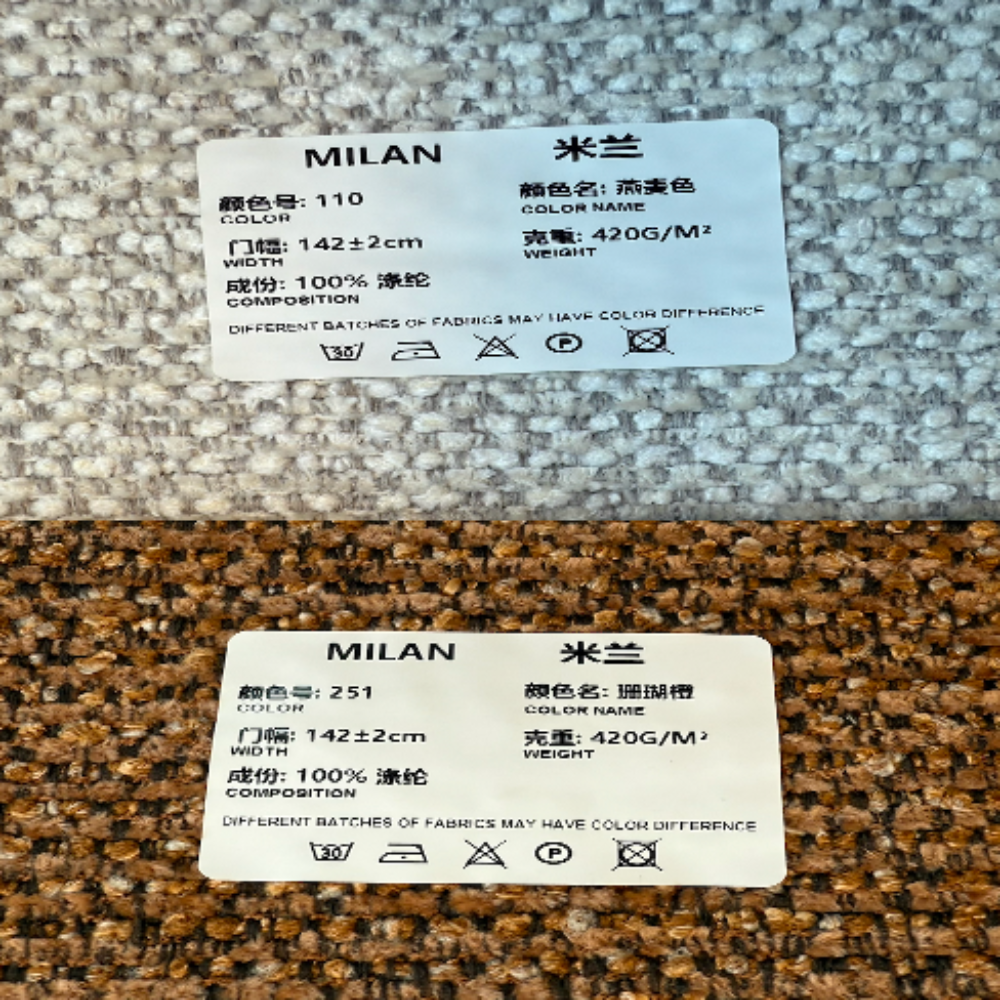 MILAN 米兰
颜色号: 110 颜色名: 燕麦色
COLOR COLOR NAME
门幅: 142±2cm 克重: 420G/M²
WIDTH WEIGHT
成份: 100% 涤纶
COMPOSITION
DIFFERENT BATCHES OF FABRICS MAY HAVE COLOR DIFFERENCE
30 P
MILAN 米兰
颜色号: 251 颜色名: 珊瑚橙
COLOR COLOR NAME
门幅: 142±2cm 克重: 420G/M²
WIDTH WEIGHT
成份: 100% 涤纶
COMPOSITION
DIFFERENT BATCHES OF FABRICS MAY HAVE COLOR DIFFERENCE
30 P